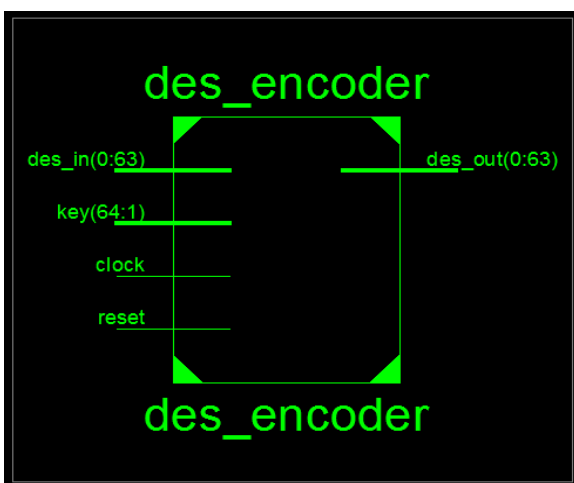 des_encoder
des_in(0:63)
des_out(0:63)
key(64:1)
clock
reset
des_encoder